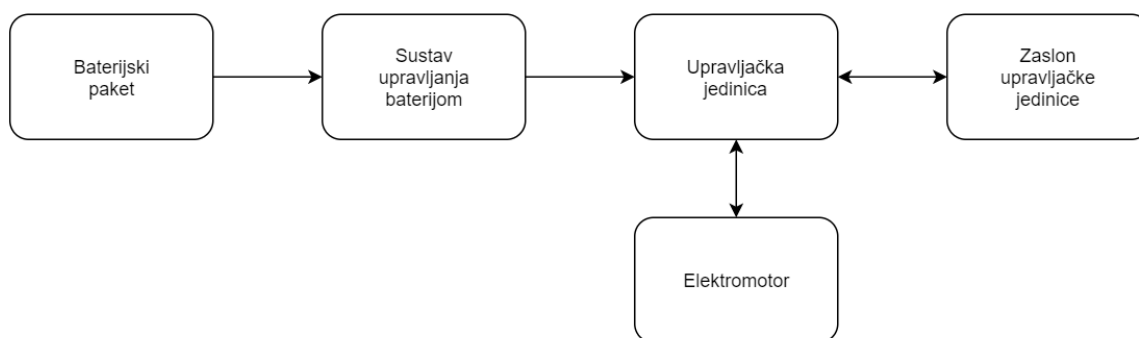 Baterijski
paket
Sustav
upravljanja
baterijom
Upravljačka
jedinica
Zaslon
upravljačke
jedinice
Elektromotor